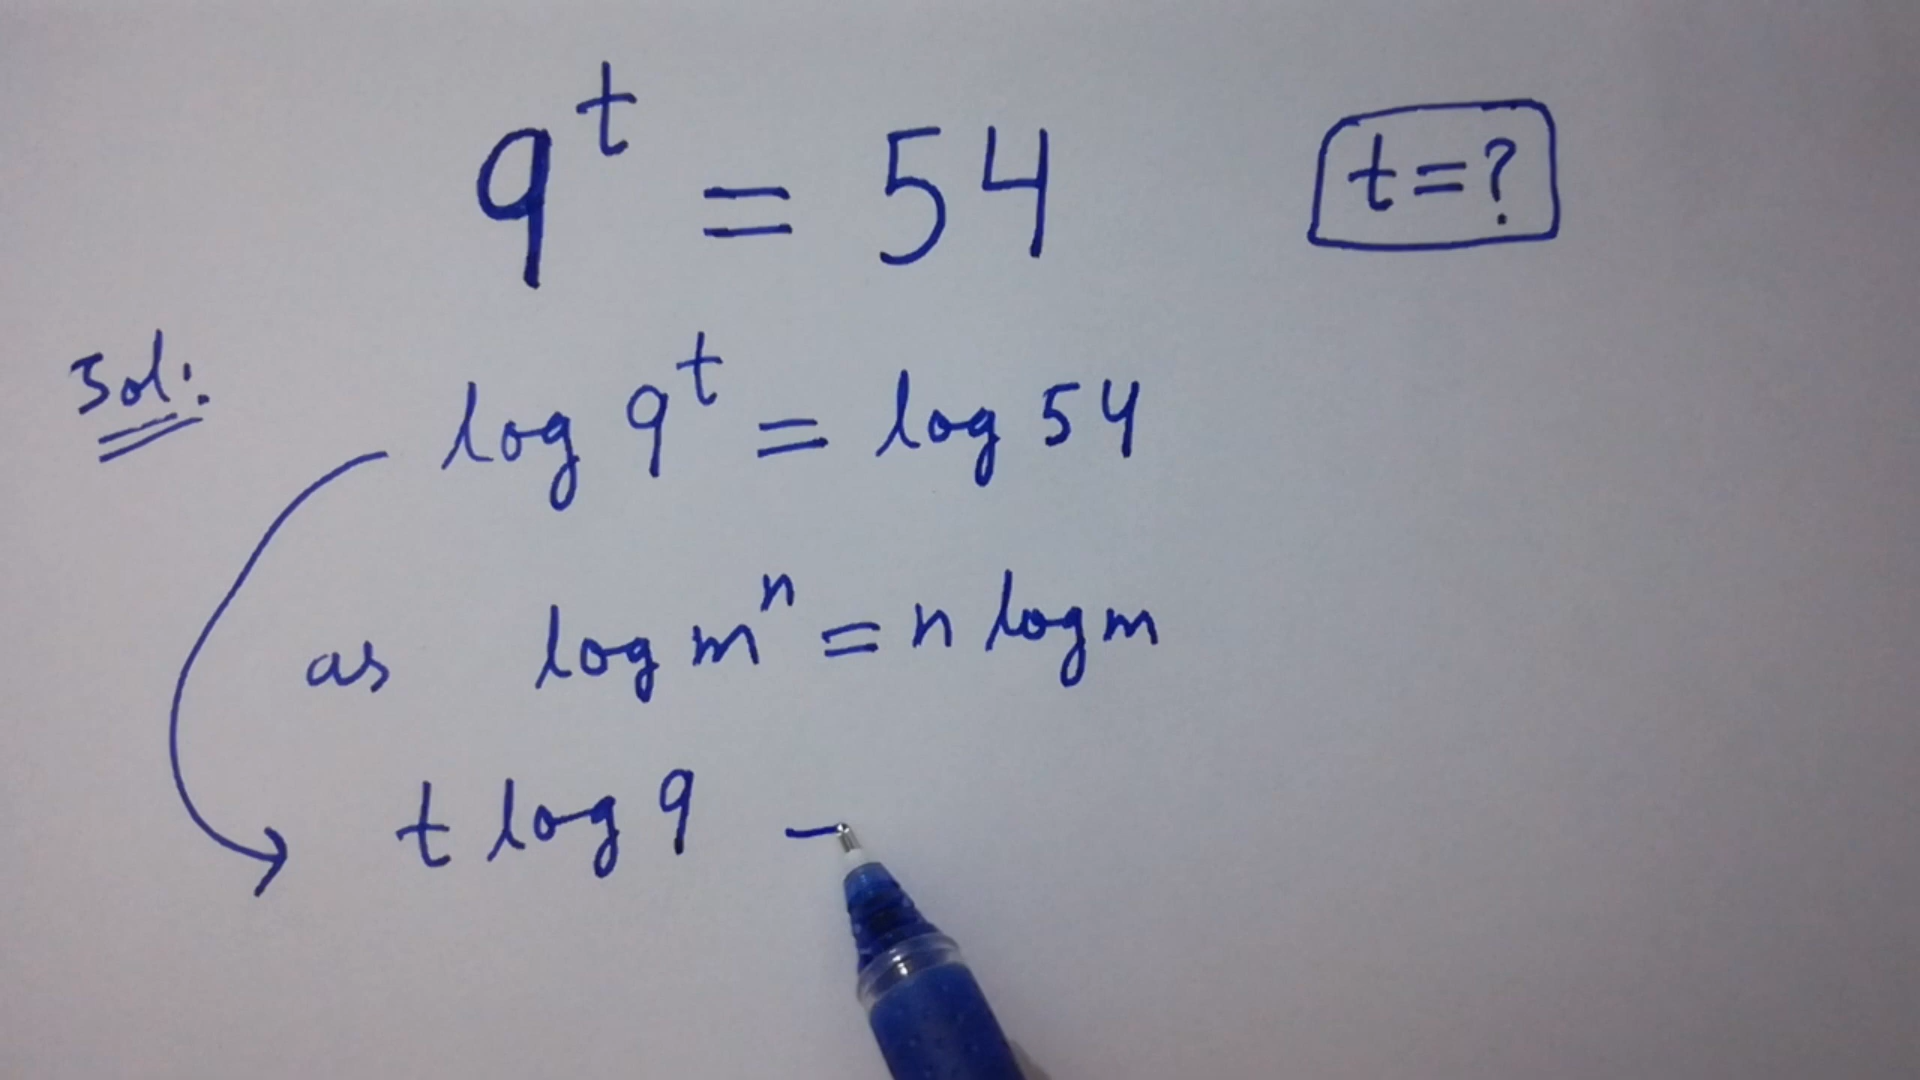 9^t = 54
t = ?
Sol:
log 9^t = log 54
as log m^n = n log m
t log 9 −